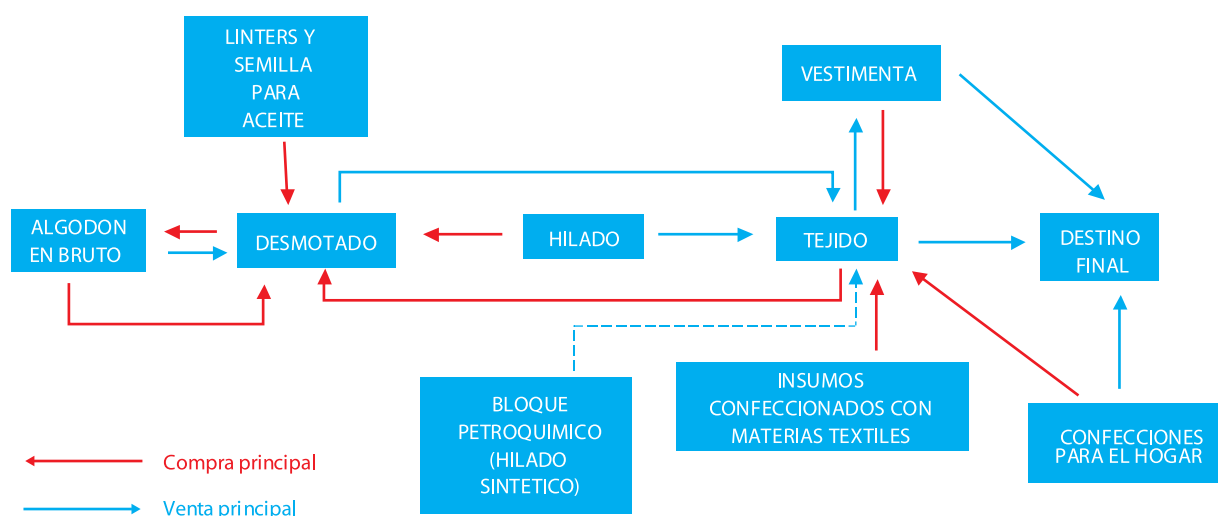 LINTERS Y
SEMILLA
PARA
ACEITE
VESTIMENTA
ALGODON
EN BRUTO
DESMOTADO
HILADO
TEJIDO
DESTINO
FINAL
BLOQUE
PETROQUIMICO
(HILADO
SINTETICO)
INSUMOS
CONFECCIONADOS CON
MATERIAS TEXTILES
CONFECCIONES
PARA EL HOGAR
Compra principal
Venta principal